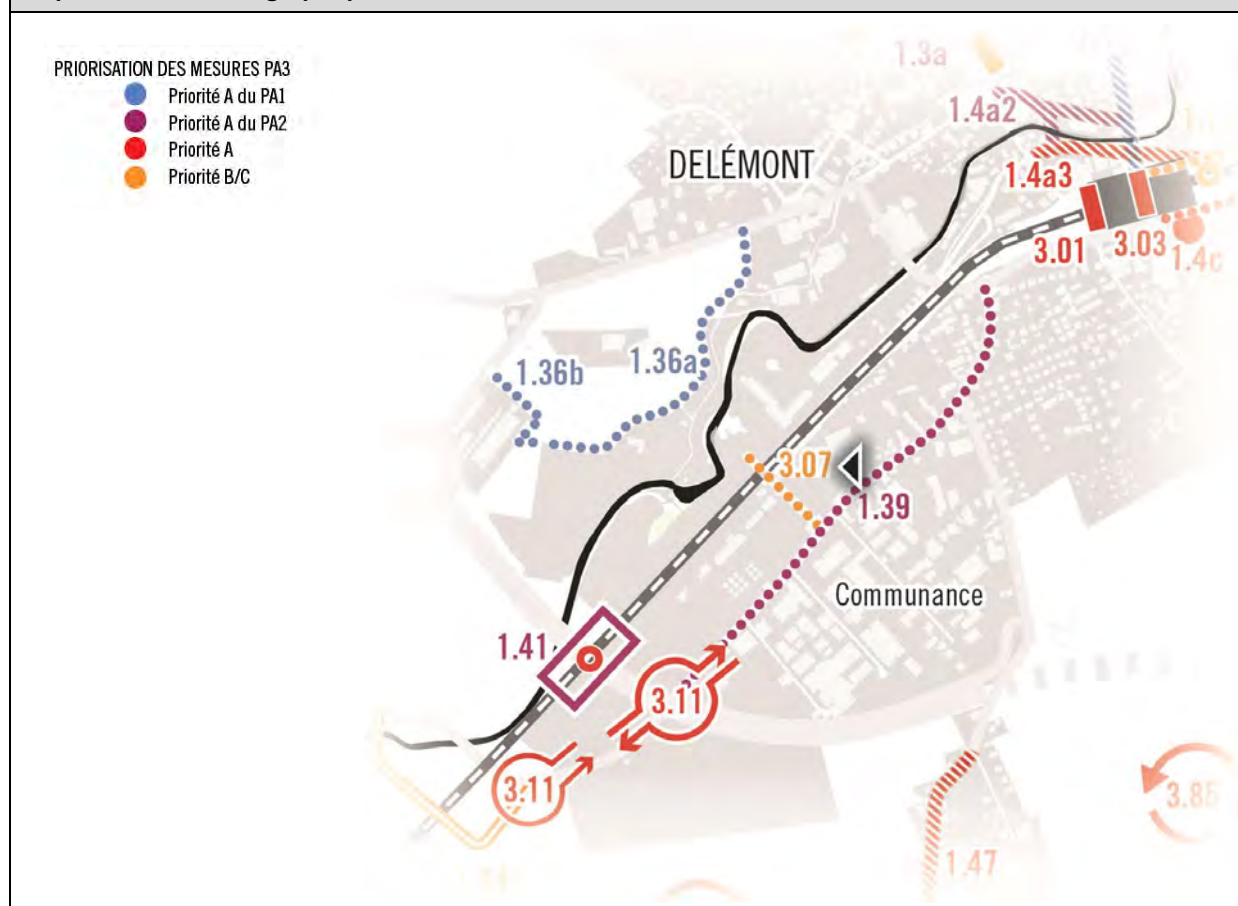 PRIORISATION DES MESURES PA3
Priorité A du PA1
Priorité A du PA2
Priorité A
Priorité B/C
1.3a
1.4a2
DELÉMONT
1.4a3
3.01
3.03
1.4c
1.36b
1.36a
3.07
1.39
Communance
1.41
3.11
3.11
3.85
1.47